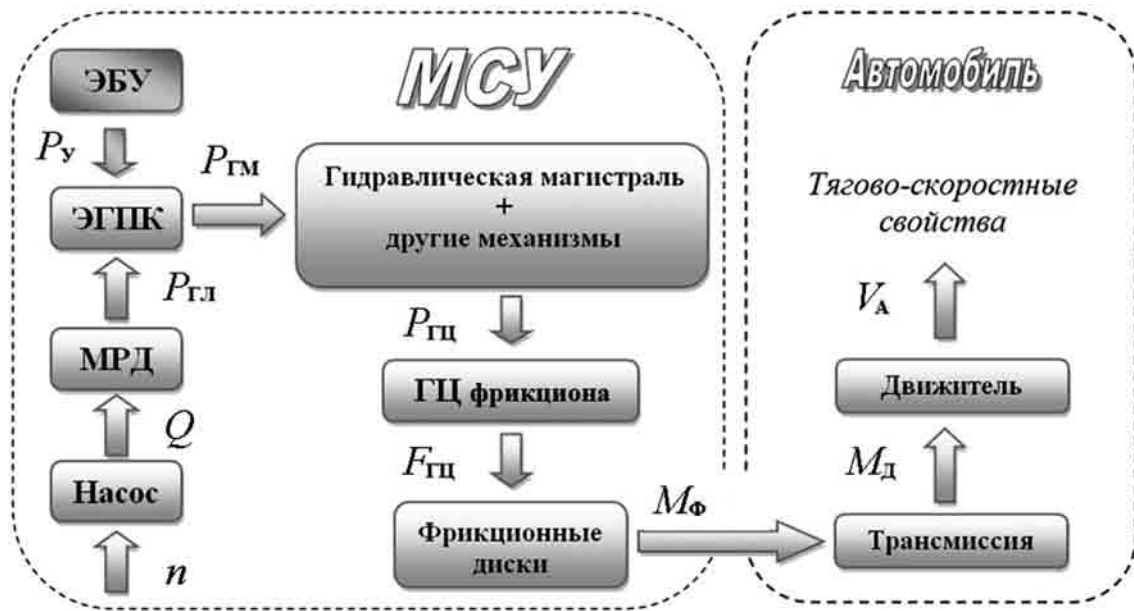 МСУ
Автомобиль
ЭБУ
Pу
ЭГПК
Pгм
Pгл
МРД
Q
Насос
n
Гидравлическая магистраль
+
другие механизмы
Pгц
ГЦ фрикциона
Fгц
Фрикционные
диски
Mф
Тягово-скоростные
свойства
VА
Движитель
MД
Трансмиссия